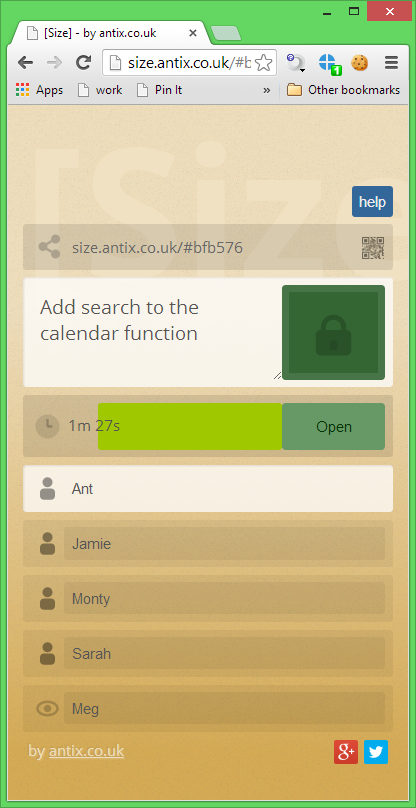 [Size] - by antix.co.uk
size.antix.co.uk/#b
1
Apps
work
Pin It
»
Other bookmarks
[Size
help
size.antix.co.uk/#bfb576
Add search to the
calendar function
1m 27s
Open
Ant
Jamie
Monty
Sarah
Meg
by antix.co.uk
g+